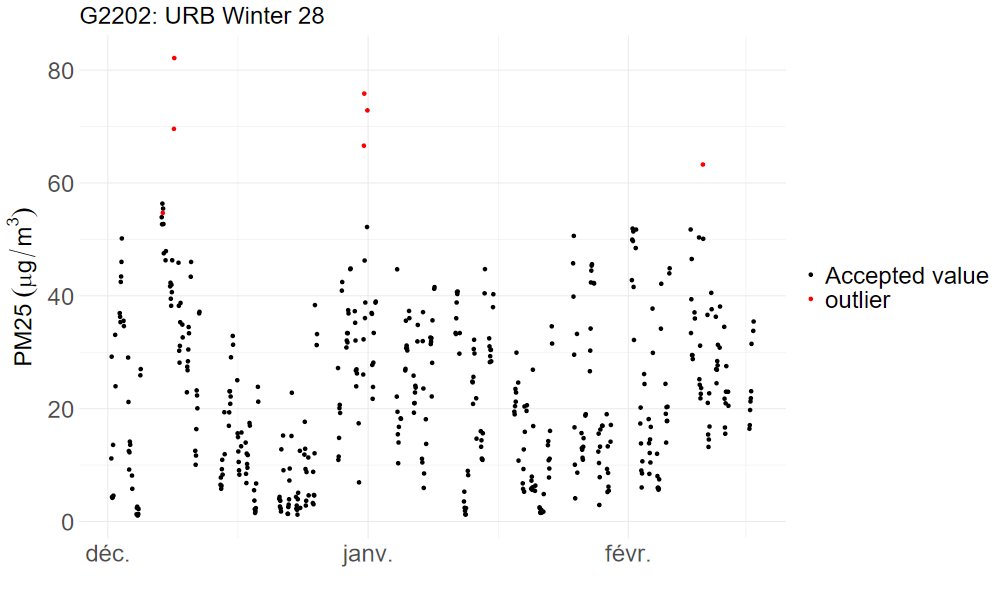 G2202: URB Winter 28
PM25 (μg/m³)
80
60
40
20
0
déc.
janv.
févr.
Accepted value
outlier